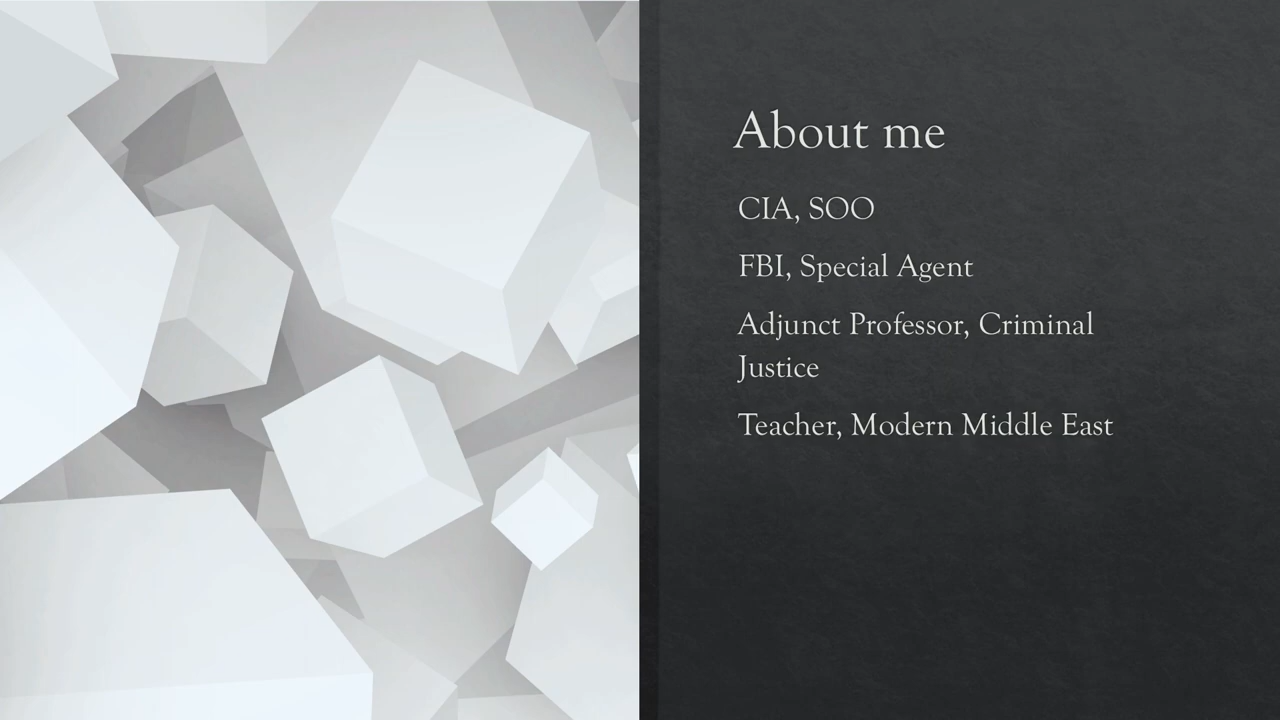 About me
CIA, SOO
FBI, Special Agent
Adjunct Professor, Criminal
Justice
Teacher, Modern Middle East